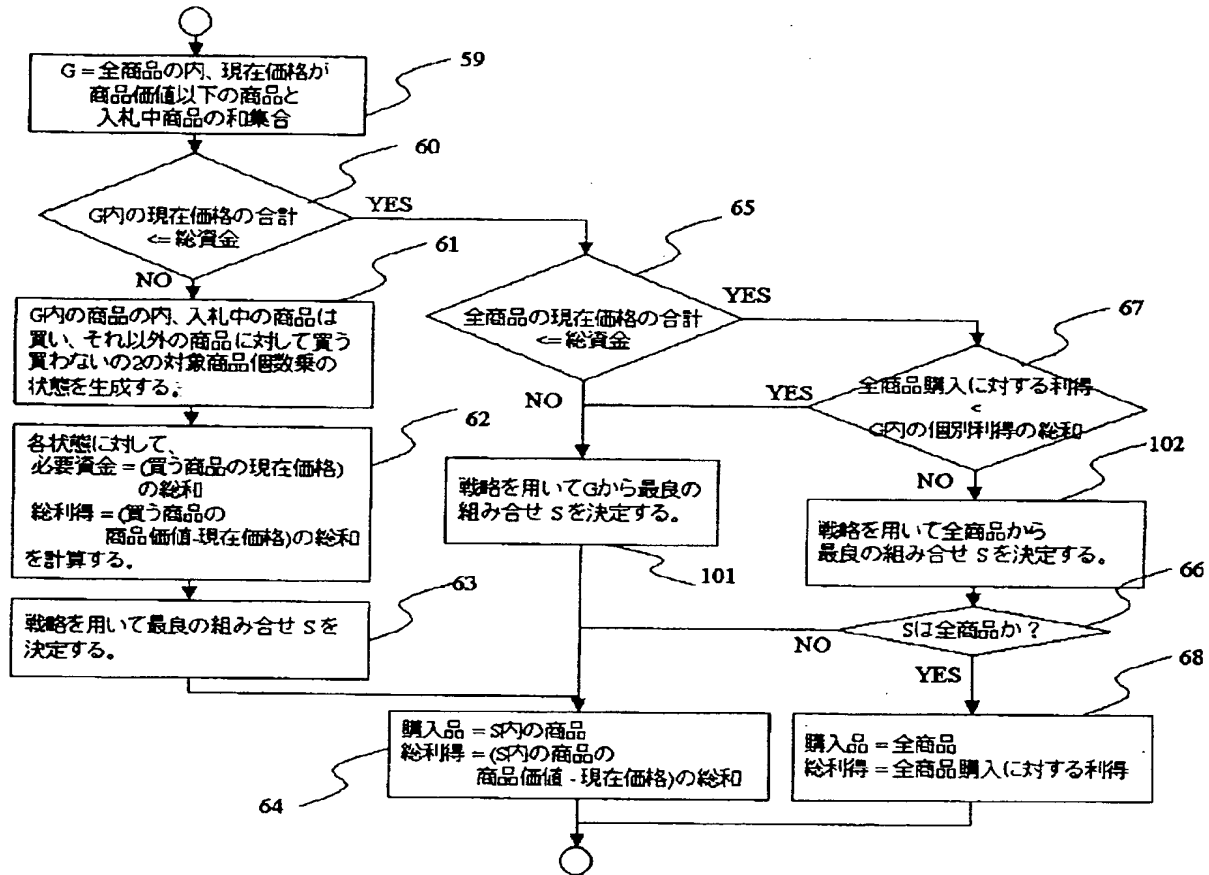 G = 全商品の内、現在価格が
商品価値以下の商品と
入札中商品の和集合
59
60
G内の現在価格の合計
<= 総資金
YES
NO
61
G内の商品の内、入札中の商品は
買い、それ以外の商品に対して買う
買わないの2の対象商品個数乗の
状態を生成する。
62
各状態に対して、
必要資金 = (買う商品の現在価格)
の総和
総利得 = (買う商品の
商品価値-現在価格)の総和
を計算する。
63
戦略を用いて最良の組み合せ Sを
決定する。
65
全商品の現在価格の合計
<= 総資金
YES
NO
67
全商品購入に対する利得
<
G内の個別利得の総和
YES
NO
戦略を用いてGから最良の
組み合せ Sを決定する。
101
102
戦略を用いて全商品から
最良の組み合せ Sを決定する。
66
Sは全商品か?
NO
YES
購入品 = S内の商品
総利得 = (S内の商品の
商品価値 - 現在価格)の総和
64
68
購入品 = 全商品
総利得 = 全商品購入に対する利得